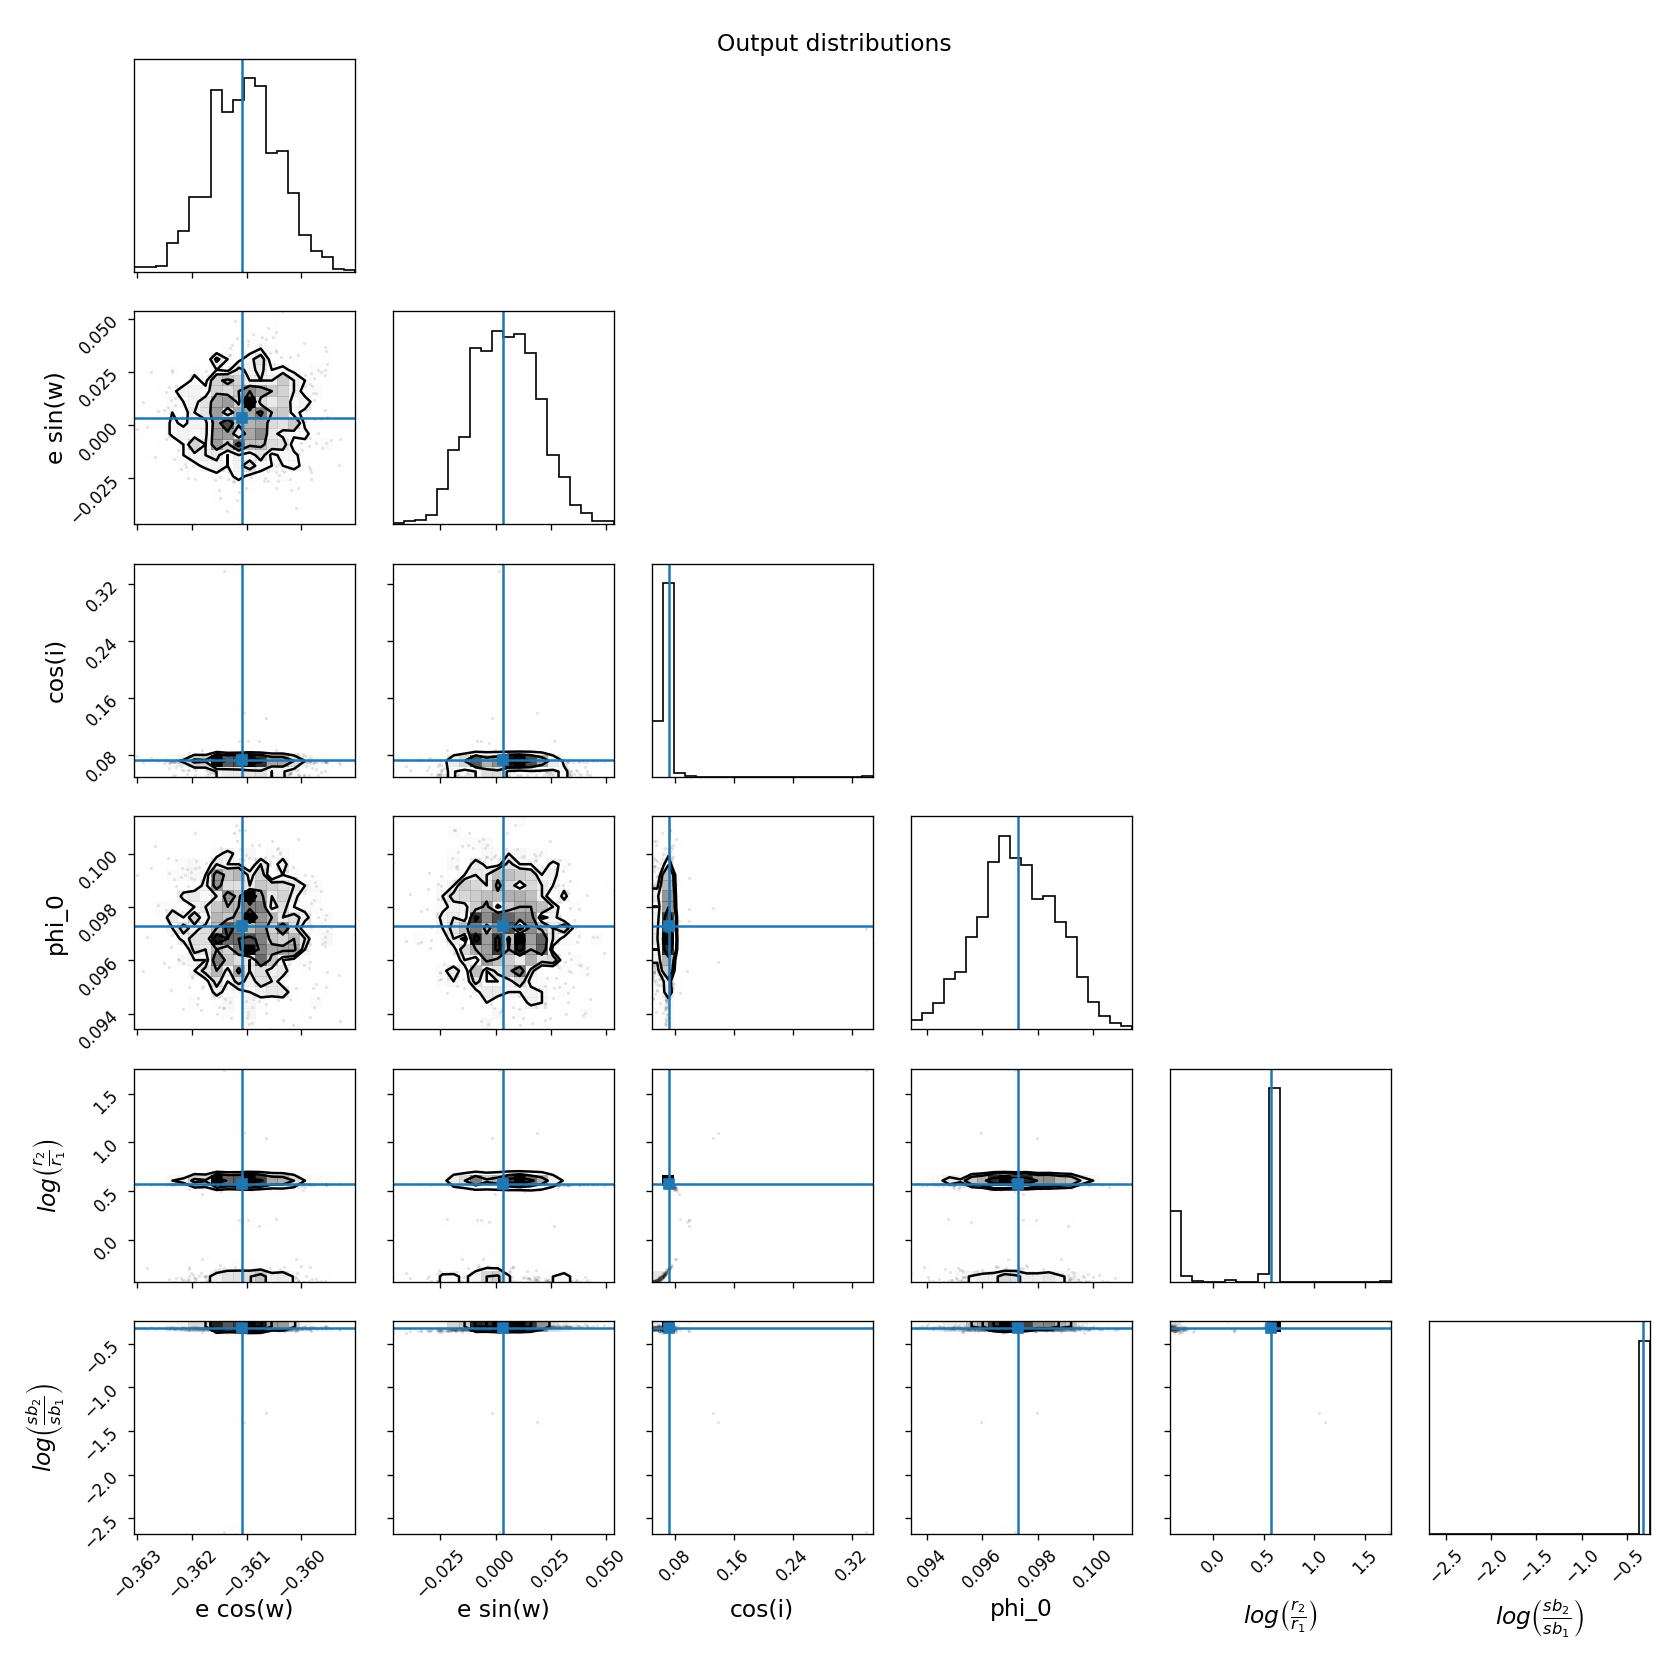 Output distributions
e sin(w)
0.050
0.025
0.000
−0.025
cos(i)
0.32
0.24
0.16
0.08
phi_0
0.100
0.098
0.096
0.094
log(r2/r1)
1.5
1.0
0.5
0.0
log(sb2/sb1)
−0.5
−1.0
−1.5
−2.0
−2.5
−0.363 −0.362 −0.361 −0.360
−0.025 0.000 0.025 0.050
0.08 0.16 0.24 0.32
0.094 0.096 0.098 0.100
0.0 0.5 1.0 1.5
−2.5 −2.0 −1.5 −1.0 −0.5
e cos(w)
e sin(w)
cos(i)
phi_0
log(r2/r1)
log(sb2/sb1)